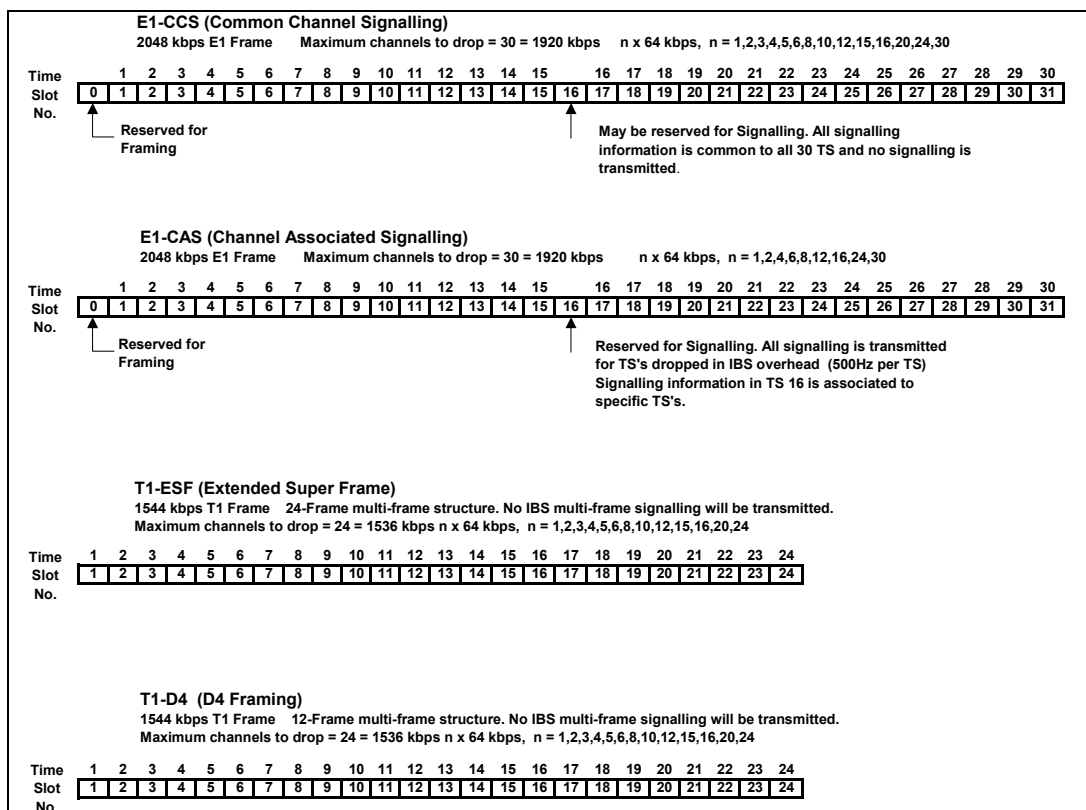 E1-CCS (Common Channel Signalling)
2048 kbps E1 Frame Maximum channels to drop = 30 = 1920 kbps n x 64 kbps, n = 1,2,3,4,5,6,8,10,12,15,16,20,24,30
Time 1 2 3 4 5 6 7 8 9 10 11 12 13 14 15 16 17 18 19 20 21 22 23 24 25 26 27 28 29 30
Slot 0 1 2 3 4 5 6 7 8 9 10 11 12 13 14 15 16 17 18 19 20 21 22 23 24 25 26 27 28 29 30 31
No.
Reserved for
Framing
May be reserved for Signalling. All signalling
information is common to all 30 TS and no signalling is
transmitted.
E1-CAS (Channel Associated Signalling)
2048 kbps E1 Frame Maximum channels to drop = 30 = 1920 kbps n x 64 kbps, n = 1,2,4,6,8,12,16,24,30
Time 1 2 3 4 5 6 7 8 9 10 11 12 13 14 15 16 17 18 19 20 21 22 23 24 25 26 27 28 29 30
Slot 0 1 2 3 4 5 6 7 8 9 10 11 12 13 14 15 16 17 18 19 20 21 22 23 24 25 26 27 28 29 30 31
No.
Reserved for
Framing
Reserved for Signalling. All signalling is transmitted
for TS's dropped in IBS overhead (500Hz per TS)
Signalling information in TS 16 is associated to
specific TS's.
T1-ESF (Extended Super Frame)
1544 kbps T1 Frame 24-Frame multi-frame structure. No IBS multi-frame signalling will be transmitted.
Maximum channels to drop = 24 = 1536 kbps n x 64 kbps, n = 1,2,3,4,5,6,8,10,12,15,16,20,24
Time 1 2 3 4 5 6 7 8 9 10 11 12 13 14 15 16 17 18 19 20 21 22 23 24
Slot 1 2 3 4 5 6 7 8 9 10 11 12 13 14 15 16 17 18 19 20 21 22 23 24
No.
T1-D4 (D4 Framing)
1544 kbps T1 Frame 12-Frame multi-frame structure. No IBS multi-frame signalling will be transmitted.
Maximum channels to drop = 24 = 1536 kbps n x 64 kbps, n = 1,2,3,4,5,6,8,10,12,15,16,20,24
Time 1 2 3 4 5 6 7 8 9 10 11 12 13 14 15 16 17 18 19 20 21 22 23 24
Slot 1 2 3 4 5 6 7 8 9 10 11 12 13 14 15 16 17 18 19 20 21 22 23 24
No.